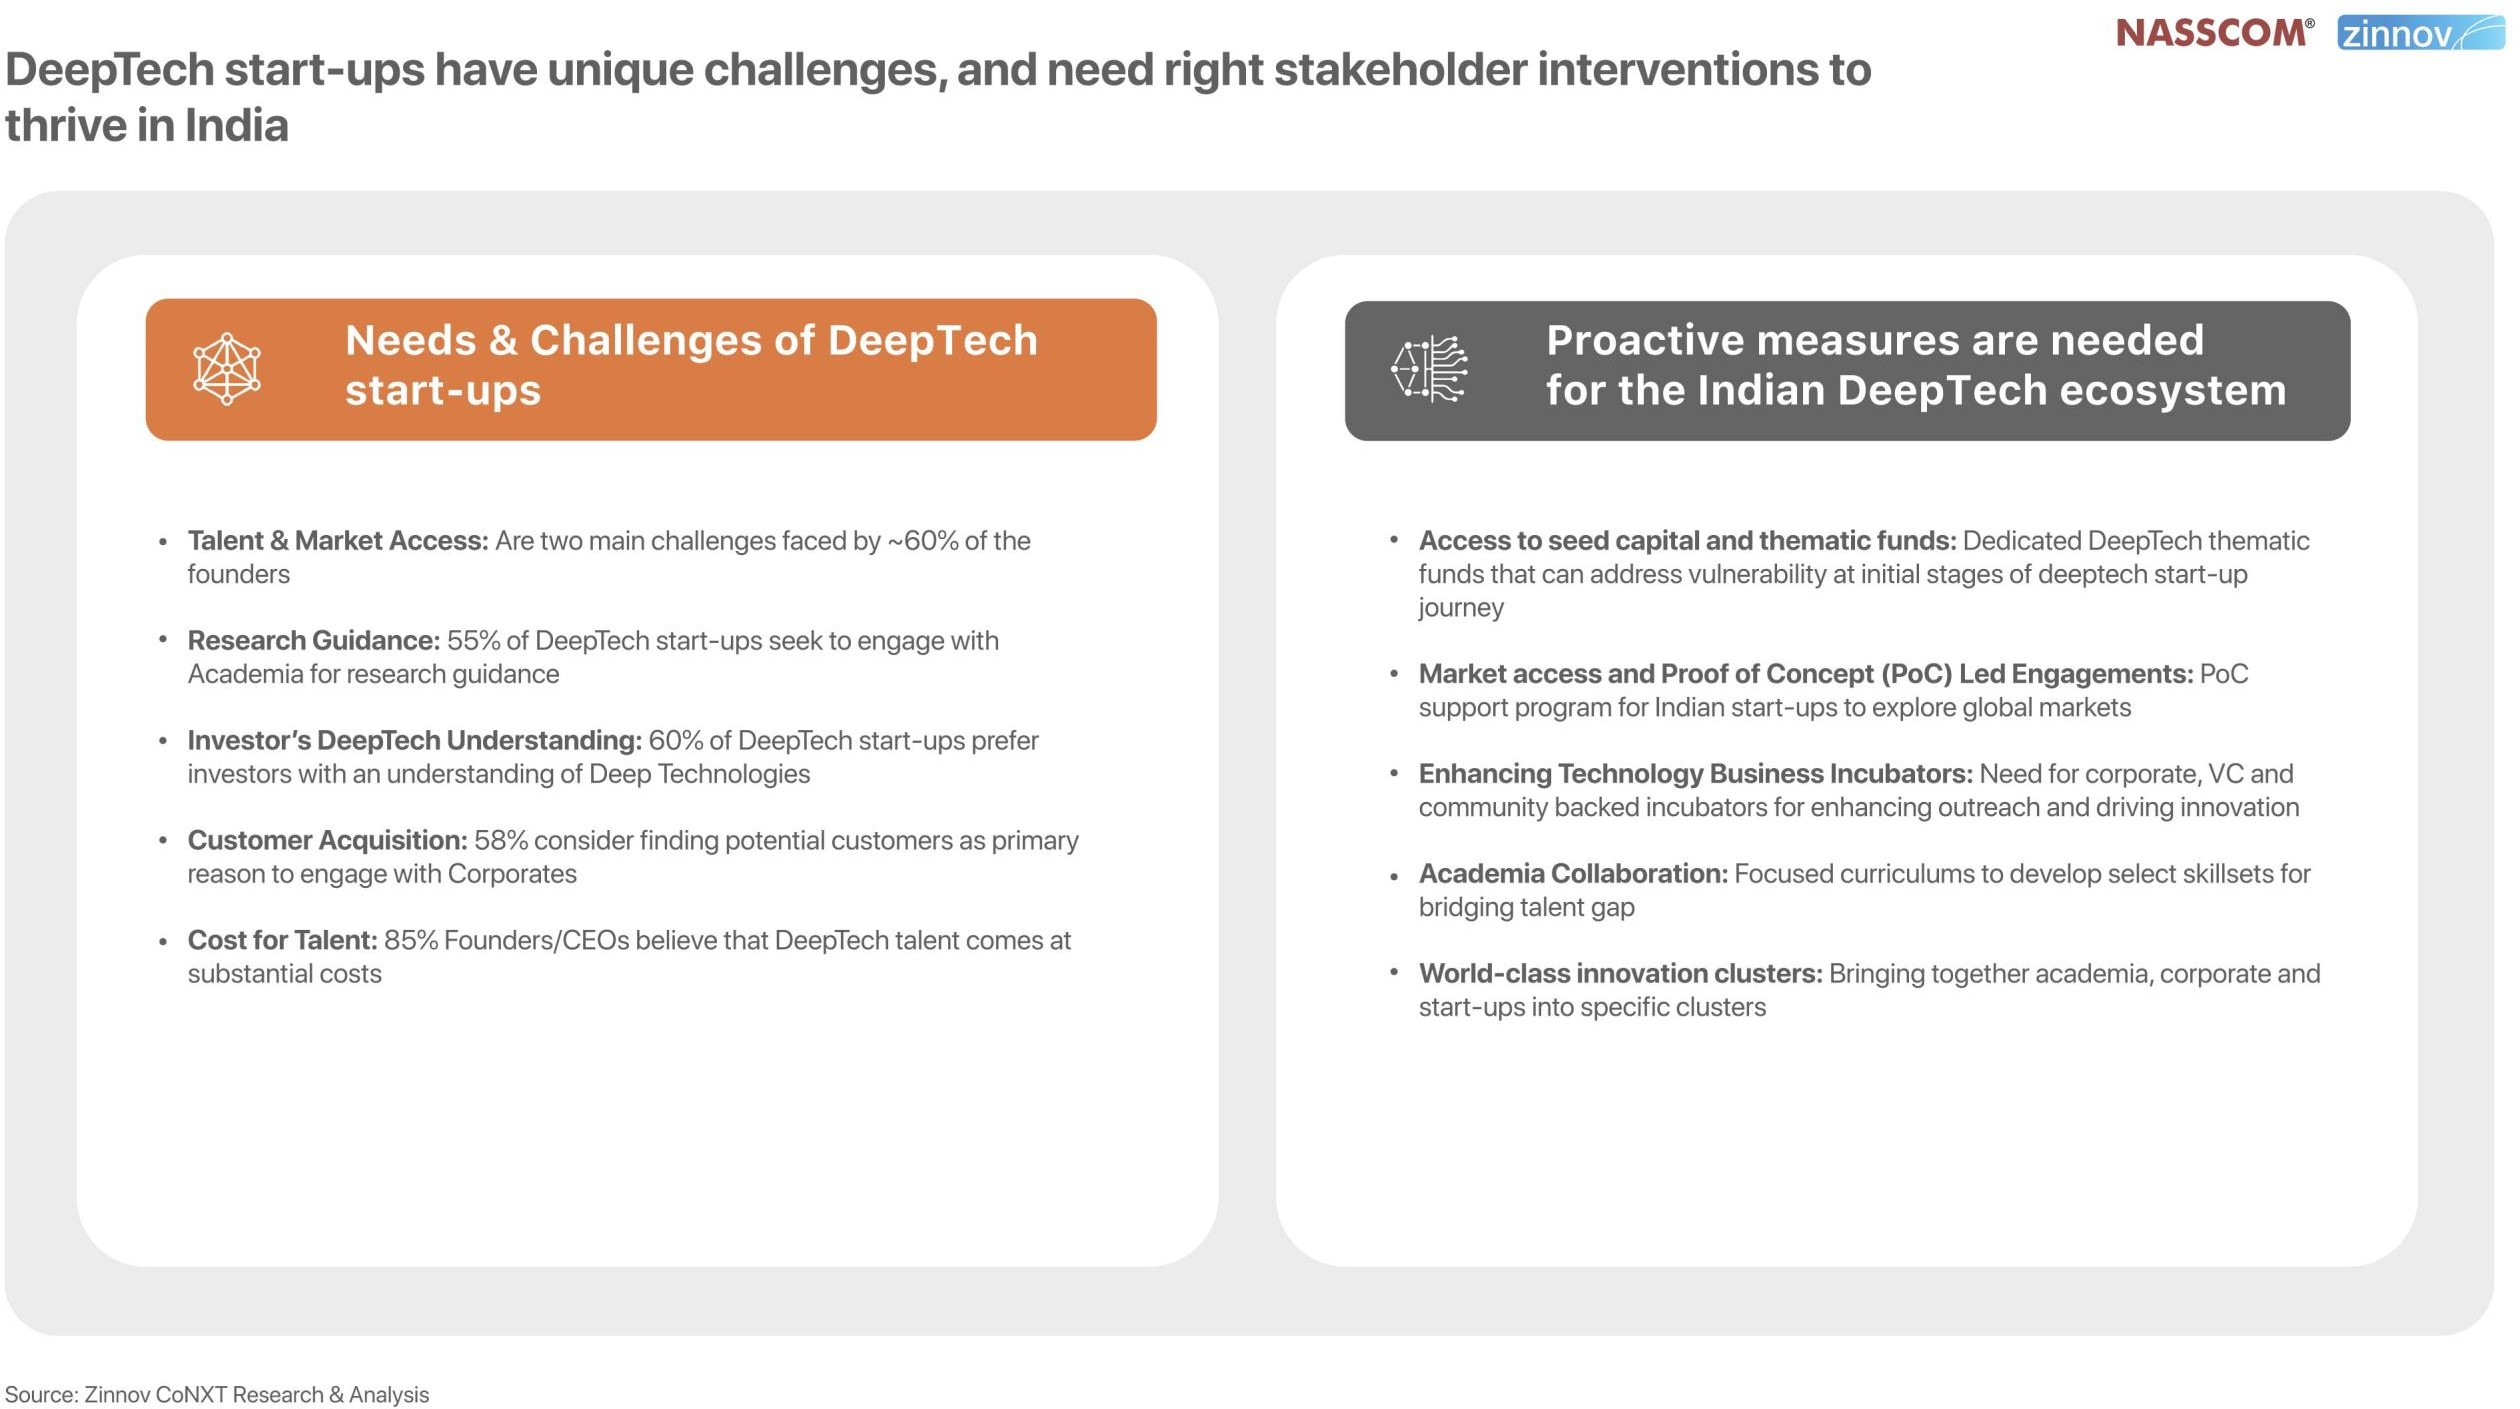 NASSCOM®
zinnov
DeepTech start-ups have unique challenges, and need right stakeholder interventions to
thrive in India
Needs & Challenges of DeepTech
start-ups
• Talent & Market Access: Are two main challenges faced by ~60% of the
founders
• Research Guidance: 55% of DeepTech start-ups seek to engage with
Academia for research guidance
• Investor’s DeepTech Understanding: 60% of DeepTech start-ups prefer
investors with an understanding of Deep Technologies
• Customer Acquisition: 58% consider finding potential customers as primary
reason to engage with Corporates
• Cost for Talent: 85% Founders/CEOs believe that DeepTech talent comes at
substantial costs
Proactive measures are needed
for the Indian DeepTech ecosystem
• Access to seed capital and thematic funds: Dedicated DeepTech thematic
funds that can address vulnerability at initial stages of deeptech start-up
journey
• Market access and Proof of Concept (PoC) Led Engagements: PoC
support program for Indian start-ups to explore global markets
• Enhancing Technology Business Incubators: Need for corporate, VC and
community backed incubators for enhancing outreach and driving innovation
• Academia Collaboration: Focused curriculums to develop select skillsets for
bridging talent gap
• World-class innovation clusters: Bringing together academia, corporate and
start-ups into specific clusters
Source: Zinnov CoNXT Research & Analysis